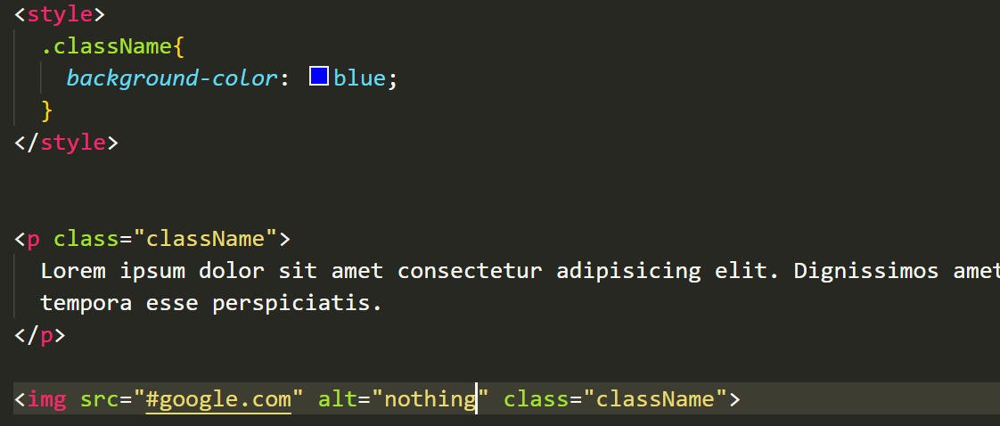 <style>
.className{
background-color: blue;
}
</style>
<p class="className">
Lorem ipsum dolor sit amet consectetur adipisicing elit. Dignissimos amet
tempora esse perspiciatis.
</p>
<img src="#google.com" alt="nothing" class="className">